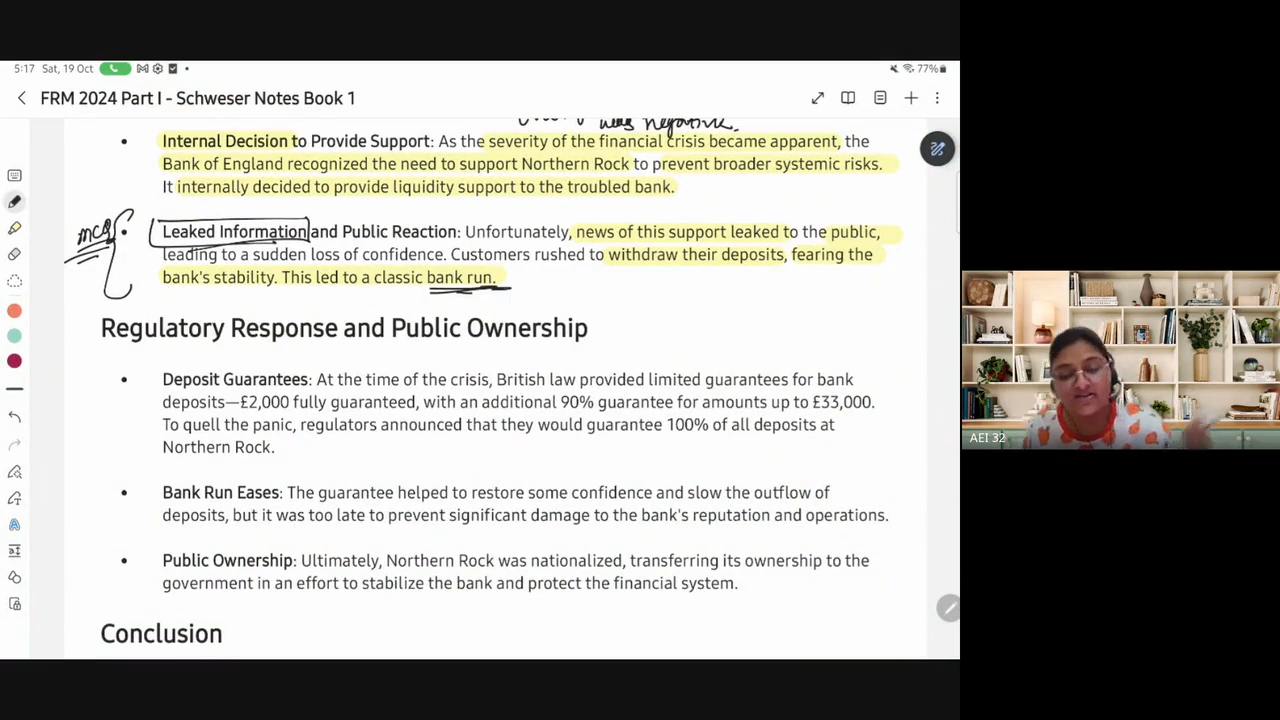 5:17 Sat, 19 Oct
77%
FRM 2024 Part I - Schweser Notes Book 1
was negative.
• Internal Decision to Provide Support: As the severity of the financial crisis became apparent, the
Bank of England recognized the need to support Northern Rock to prevent broader systemic risks.
It internally decided to provide liquidity support to the troubled bank.
mcq
• Leaked Information and Public Reaction: Unfortunately, news of this support leaked to the public,
leading to a sudden loss of confidence. Customers rushed to withdraw their deposits, fearing the
bank's stability. This led to a classic bank run.
Regulatory Response and Public Ownership
• Deposit Guarantees: At the time of the crisis, British law provided limited guarantees for bank
deposits—£2,000 fully guaranteed, with an additional 90% guarantee for amounts up to £33,000.
To quell the panic, regulators announced that they would guarantee 100% of all deposits at
Northern Rock.
• Bank Run Eases: The guarantee helped to restore some confidence and slow the outflow of
deposits, but it was too late to prevent significant damage to the bank's reputation and operations.
• Public Ownership: Ultimately, Northern Rock was nationalized, transferring its ownership to the
government in an effort to stabilize the bank and protect the financial system.
Conclusion
AEI 32